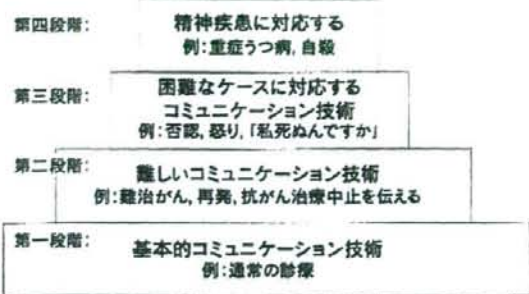 第四段階: 精神疾患に対応する
例:重症うつ病, 自殺
第三段階: 困難なケースに対応する
コミュニケーション技術
例:否認, 怒り, 「私死ぬんですか」
第二段階: 難しいコミュニケーション技術
例:難治がん, 再発, 抗がん治療中止を伝える
第一段階: 基本的コミュニケーション技術
例:通常の診療